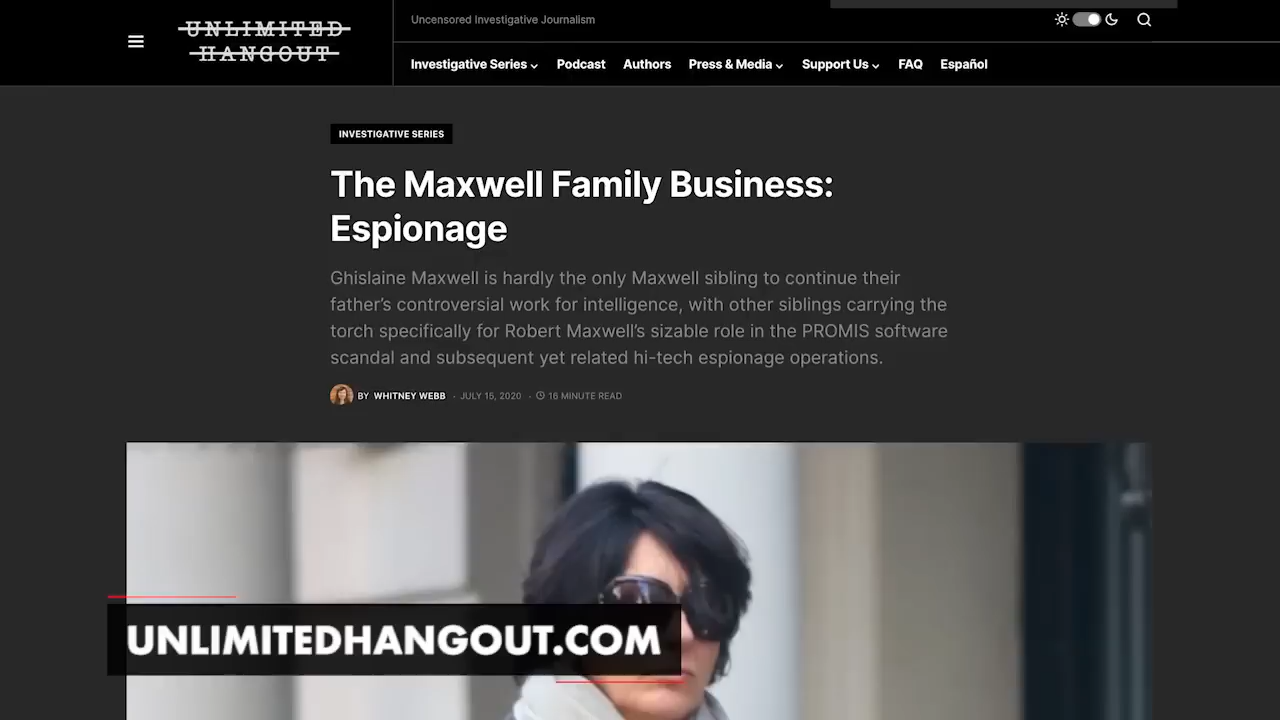 UNLIMITED
HANGOUT
Uncensored Investigative Journalism
Investigative Series
Podcast
Authors
Press & Media
Support Us
FAQ
Español
INVESTIGATIVE SERIES
The Maxwell Family Business:
Espionage
Ghislaine Maxwell is hardly the only Maxwell sibling to continue their
father's controversial work for intelligence, with other siblings carrying the
torch specifically for Robert Maxwell's sizable role in the PROMIS software
scandal and subsequent yet related hi-tech espionage operations.
BY WHITNEY WEBB · JULY 15, 2020 · 16 MINUTE READ
UNLIMITEDHANGOUT.COM